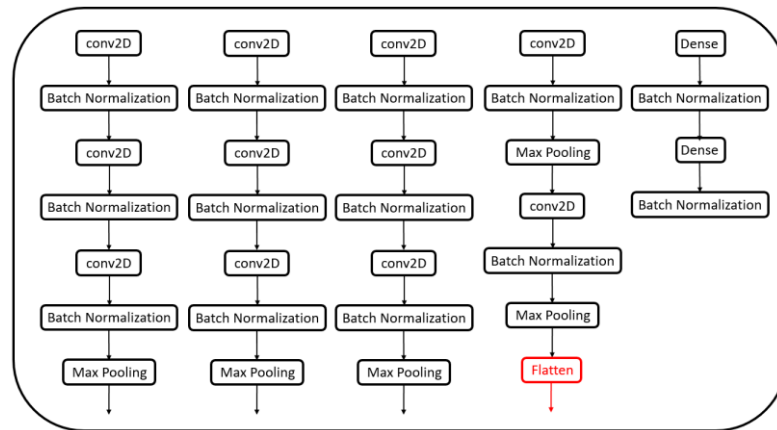 conv2D
Batch Normalization
conv2D
Batch Normalization
conv2D
Batch Normalization
Max Pooling
conv2D
Batch Normalization
conv2D
Batch Normalization
conv2D
Batch Normalization
Max Pooling
conv2D
Batch Normalization
conv2D
Batch Normalization
conv2D
Batch Normalization
Max Pooling
conv2D
Batch Normalization
Max Pooling
conv2D
Batch Normalization
Max Pooling
Flatten
Dense
Batch Normalization
Dense
Batch Normalization